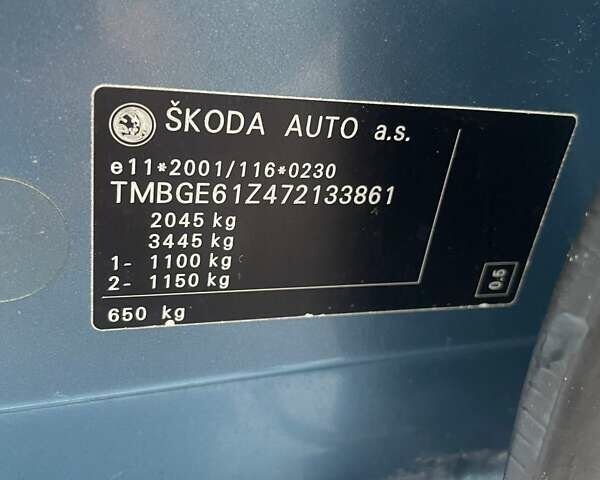 ŠKODA AUTO a.s.
e11*2001/116*0230
TMBGE61Z472133861
2045 kg
3445 kg
1- 1100 kg
2- 1150 kg
0.5
650 kg